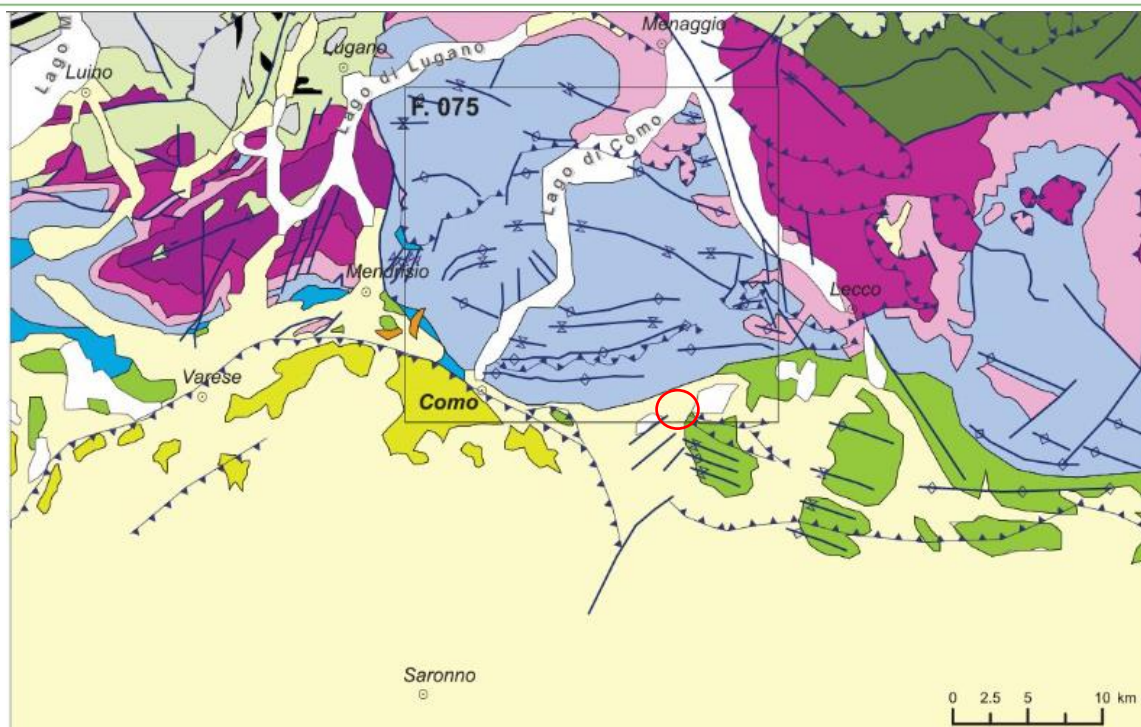 Lago M
Menaggio
Lugano
Lago di Lugano
Luino
F. 075
Lago di Como
Mendrisio
Lecco
Varese
Como
Saronno
0 2.5 5 10 km